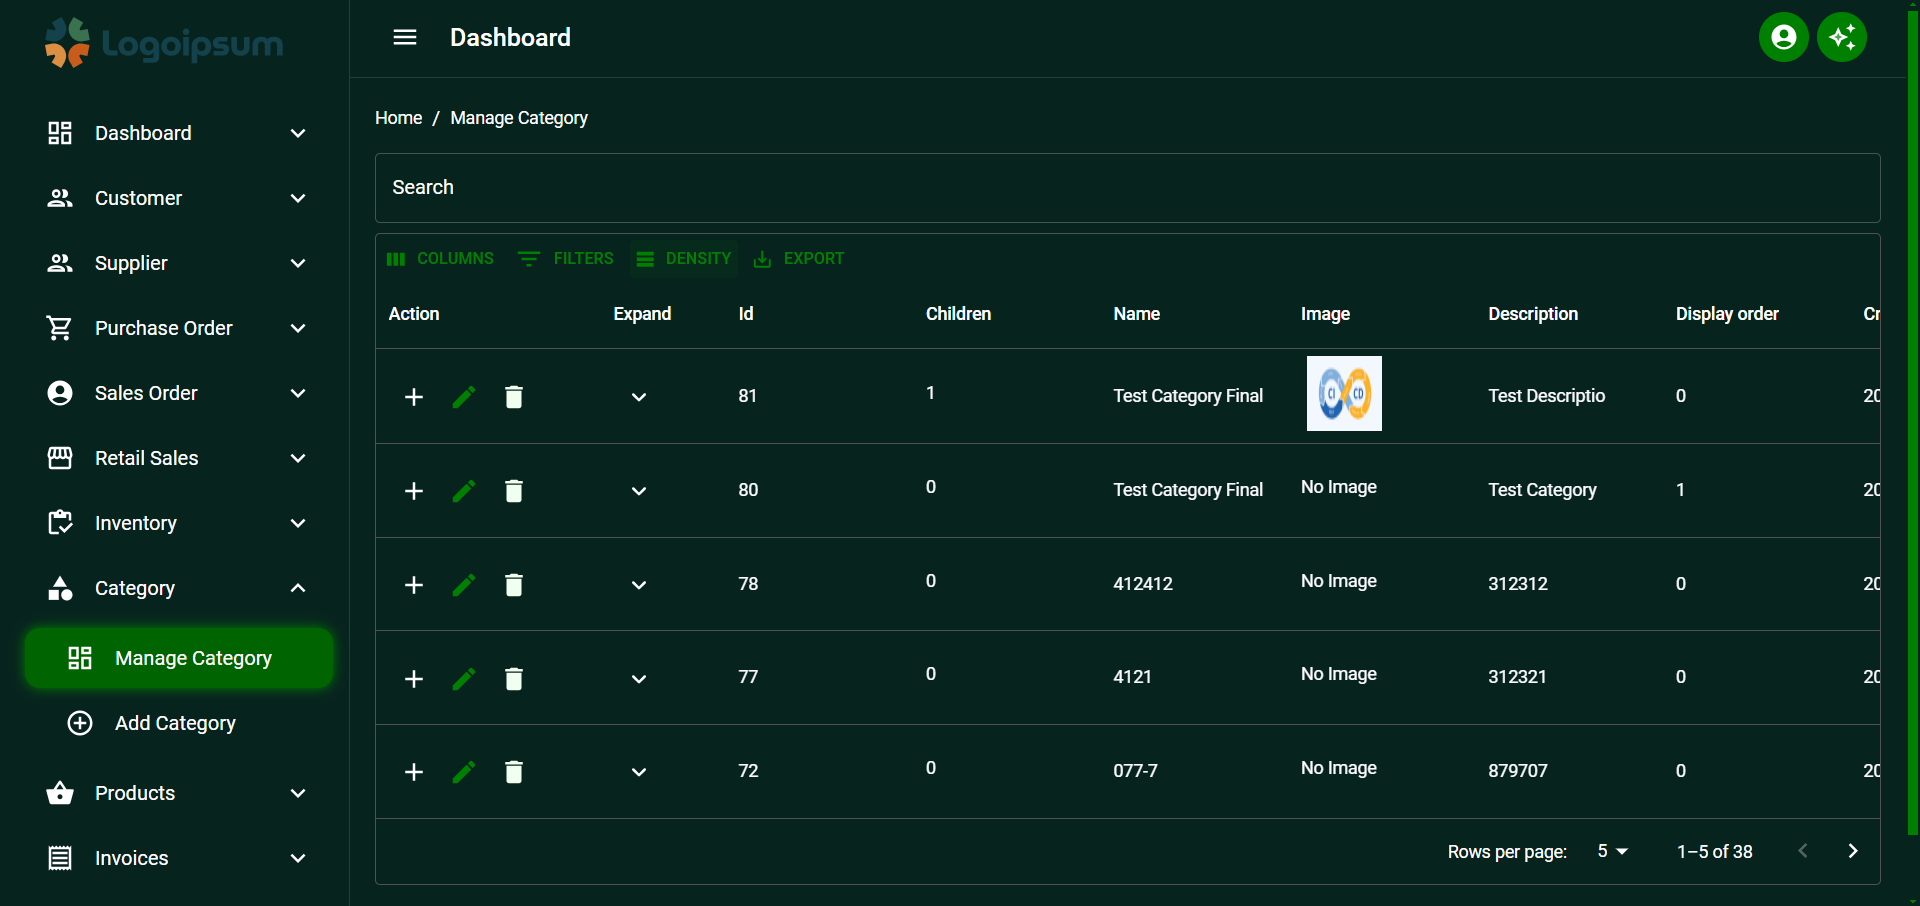 Logoipsum
Dashboard
Dashboard
Customer
Supplier
Purchase Order
Sales Order
Retail Sales
Inventory
Category
Manage Category
Add Category
Products
Invoices
Home / Manage Category
Search
COLUMNS FILTERS DENSITY EXPORT
Action Expand Id Children Name Image Description Display order Cr
81 1 Test Category Final CI CD Test Descriptio 0 20
80 0 Test Category Final No Image Test Category 1 20
78 0 412412 No Image 312312 0 20
77 0 4121 No Image 312321 0 20
72 0 077-7 No Image 879707 0 20
Rows per page: 5 1–5 of 38